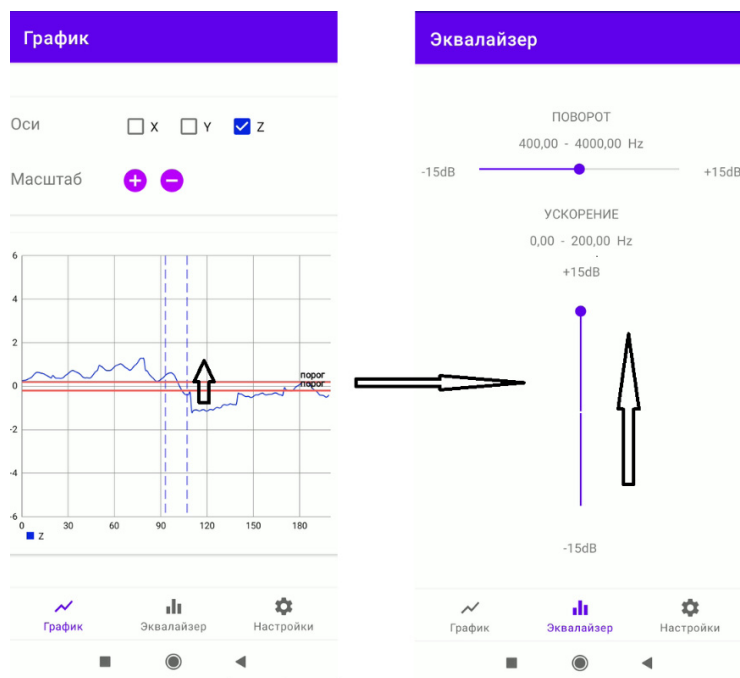 График
Оси
X Y Z
Масштаб
6
4
2
0
-2
-4
-6
порог
порог
0 30 60 90 120 150 180
Z
График Эквалайзер Настройки
Эквалайзер
ПОВОРОТ
400,00 - 4000,00 Hz
-15dB +15dB
УСКОРЕНИЕ
0,00 - 200,00 Hz
+15dB
-15dB
График Эквалайзер Настройки